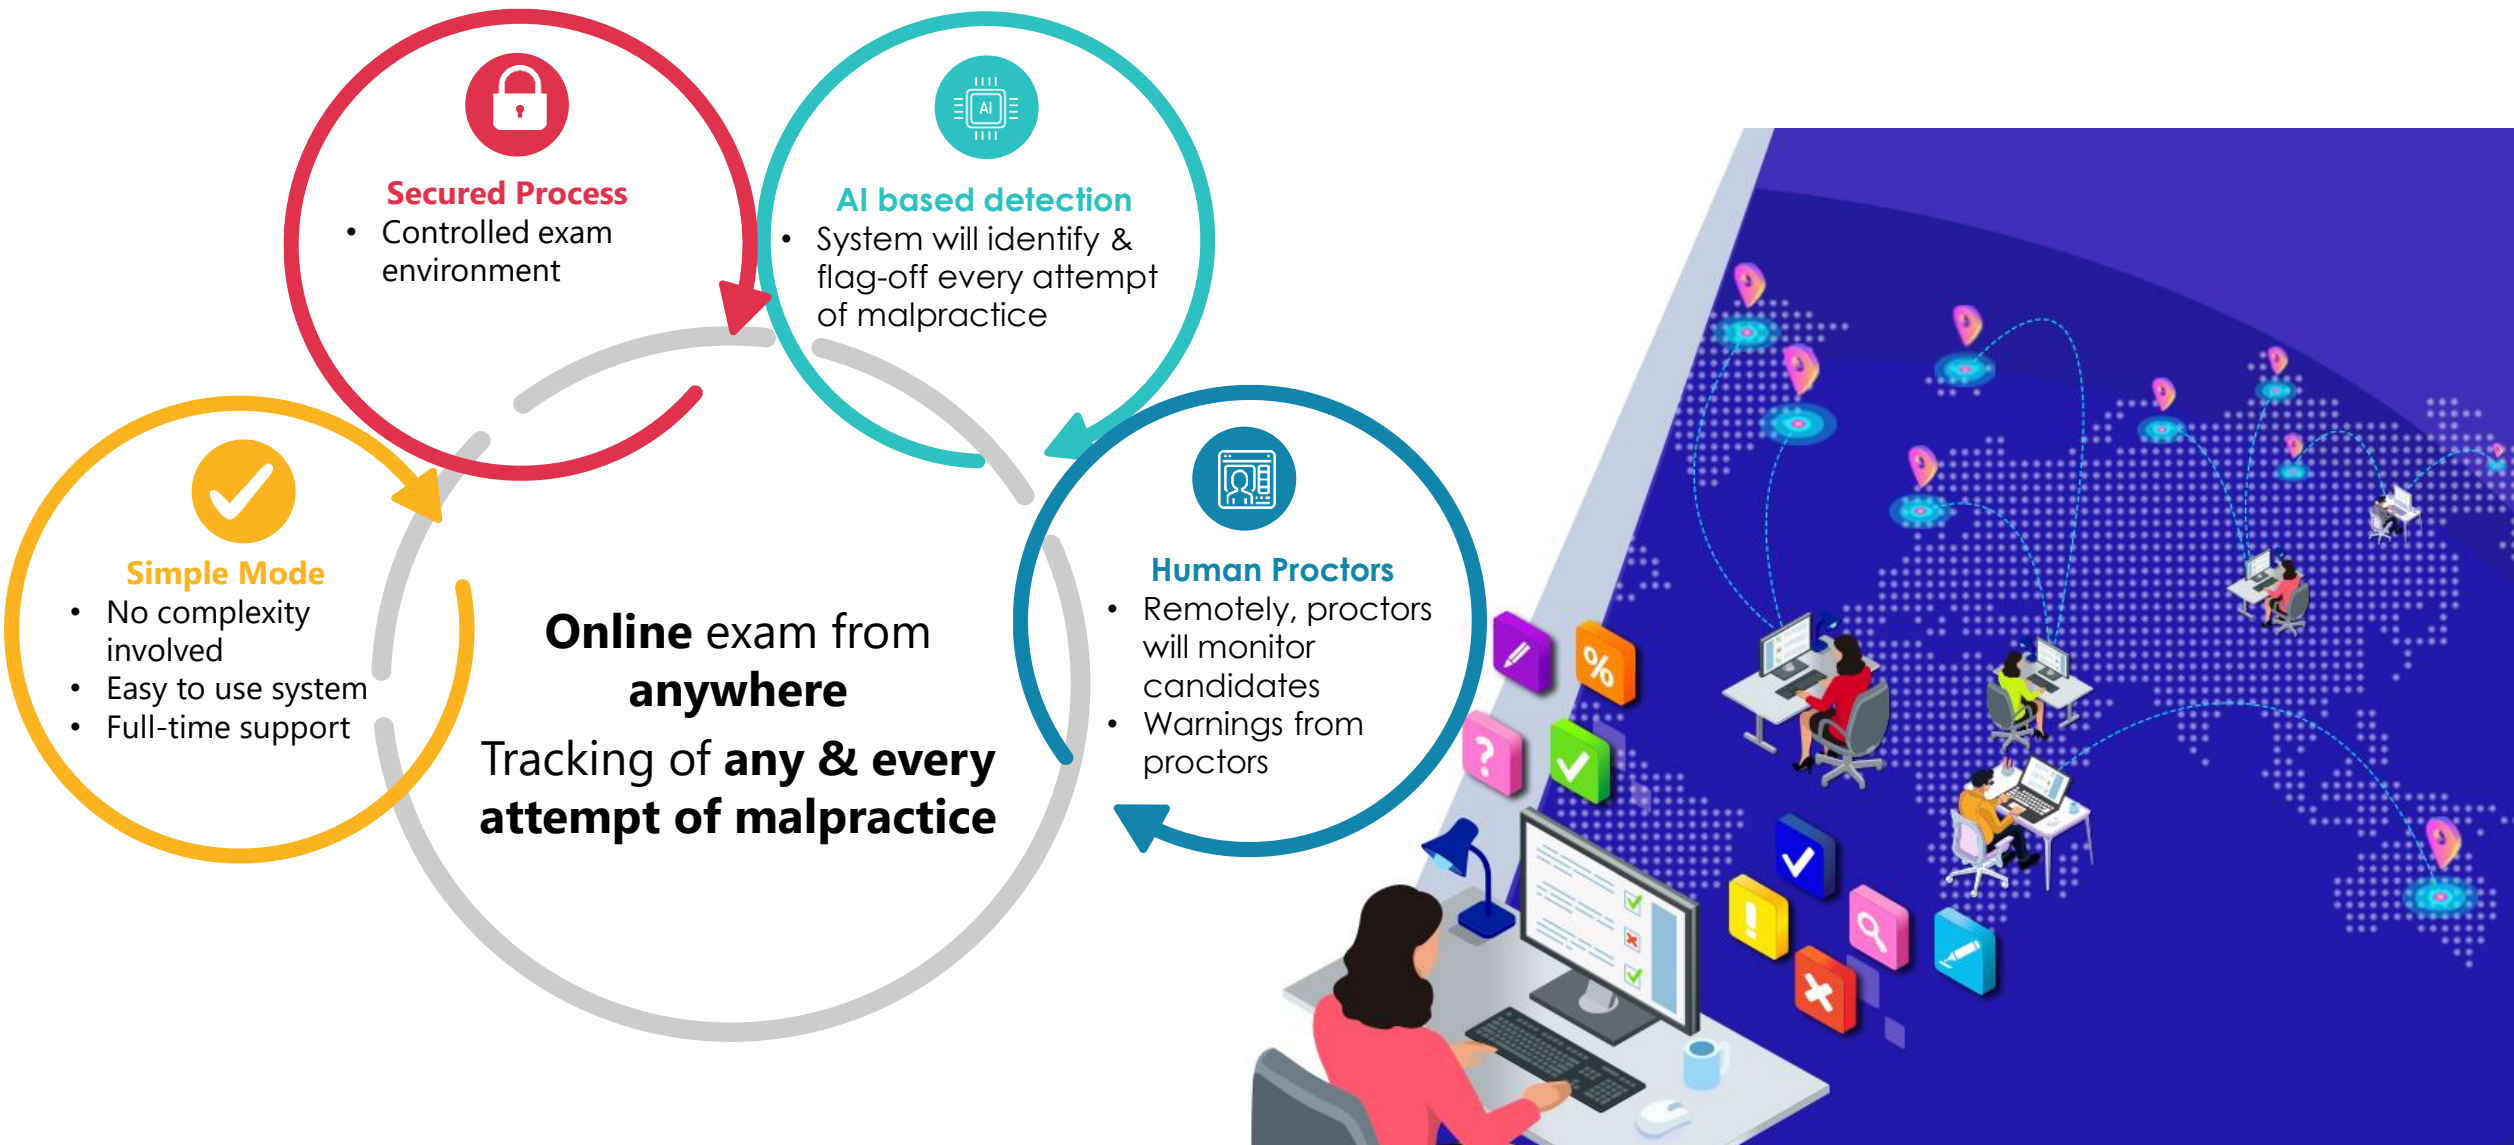 Secured Process
• Controlled exam
environment
AI
AI based detection
• System will identify &
flag-off every attempt
of malpractice
Simple Mode
• No complexity
involved
• Easy to use system
• Full-time support
Human Proctors
• Remotely, proctors
will monitor
candidates
• Warnings from
proctors
Online exam from
anywhere
Tracking of any & every
attempt of malpractice
%
?
!